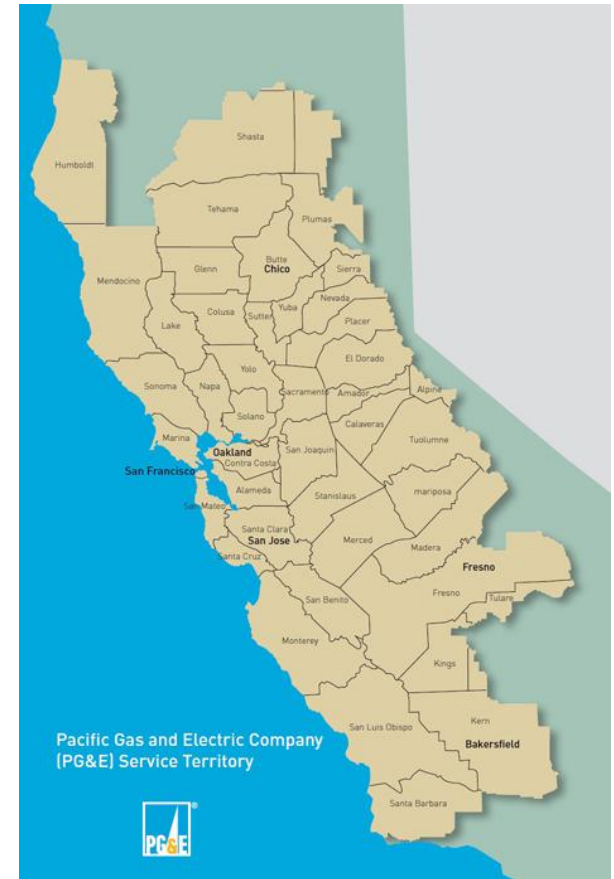 Shasta
Humboldt
Tehama
Plumas
Butte
Chico
Glenn
Sierra
Mendocino
Nevada
Colusa
Sutter
Yuba
Placer
Lake
El Dorado
Yolo
Sonoma
Napa
Sacramento
Amador
Alpine
Solano
Calaveras
Marina
Tuolumne
Oakland
San Joaquin
Contra Costa
San Francisco
Alameda
mariposa
Stanislaus
San Mateo
Santa Clara
San Jose
Merced
Madera
Santa Cruz
Fresno
Fresno
San Benito
Tulare
Monterey
Kings
San Luis Obispo
Kern
Bakersfield
Pacific Gas and Electric Company
(PG&E) Service Territory
Santa Barbara
PG&E®